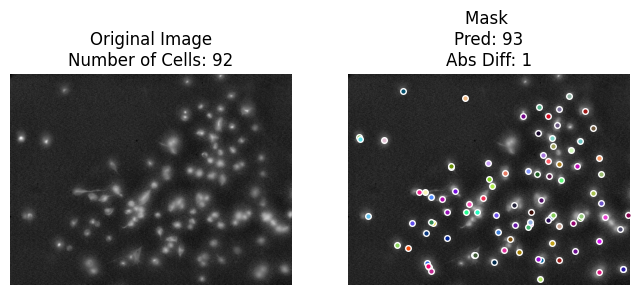 Original Image
Number of Cells: 92
Mask
Pred: 93
Abs Diff: 1